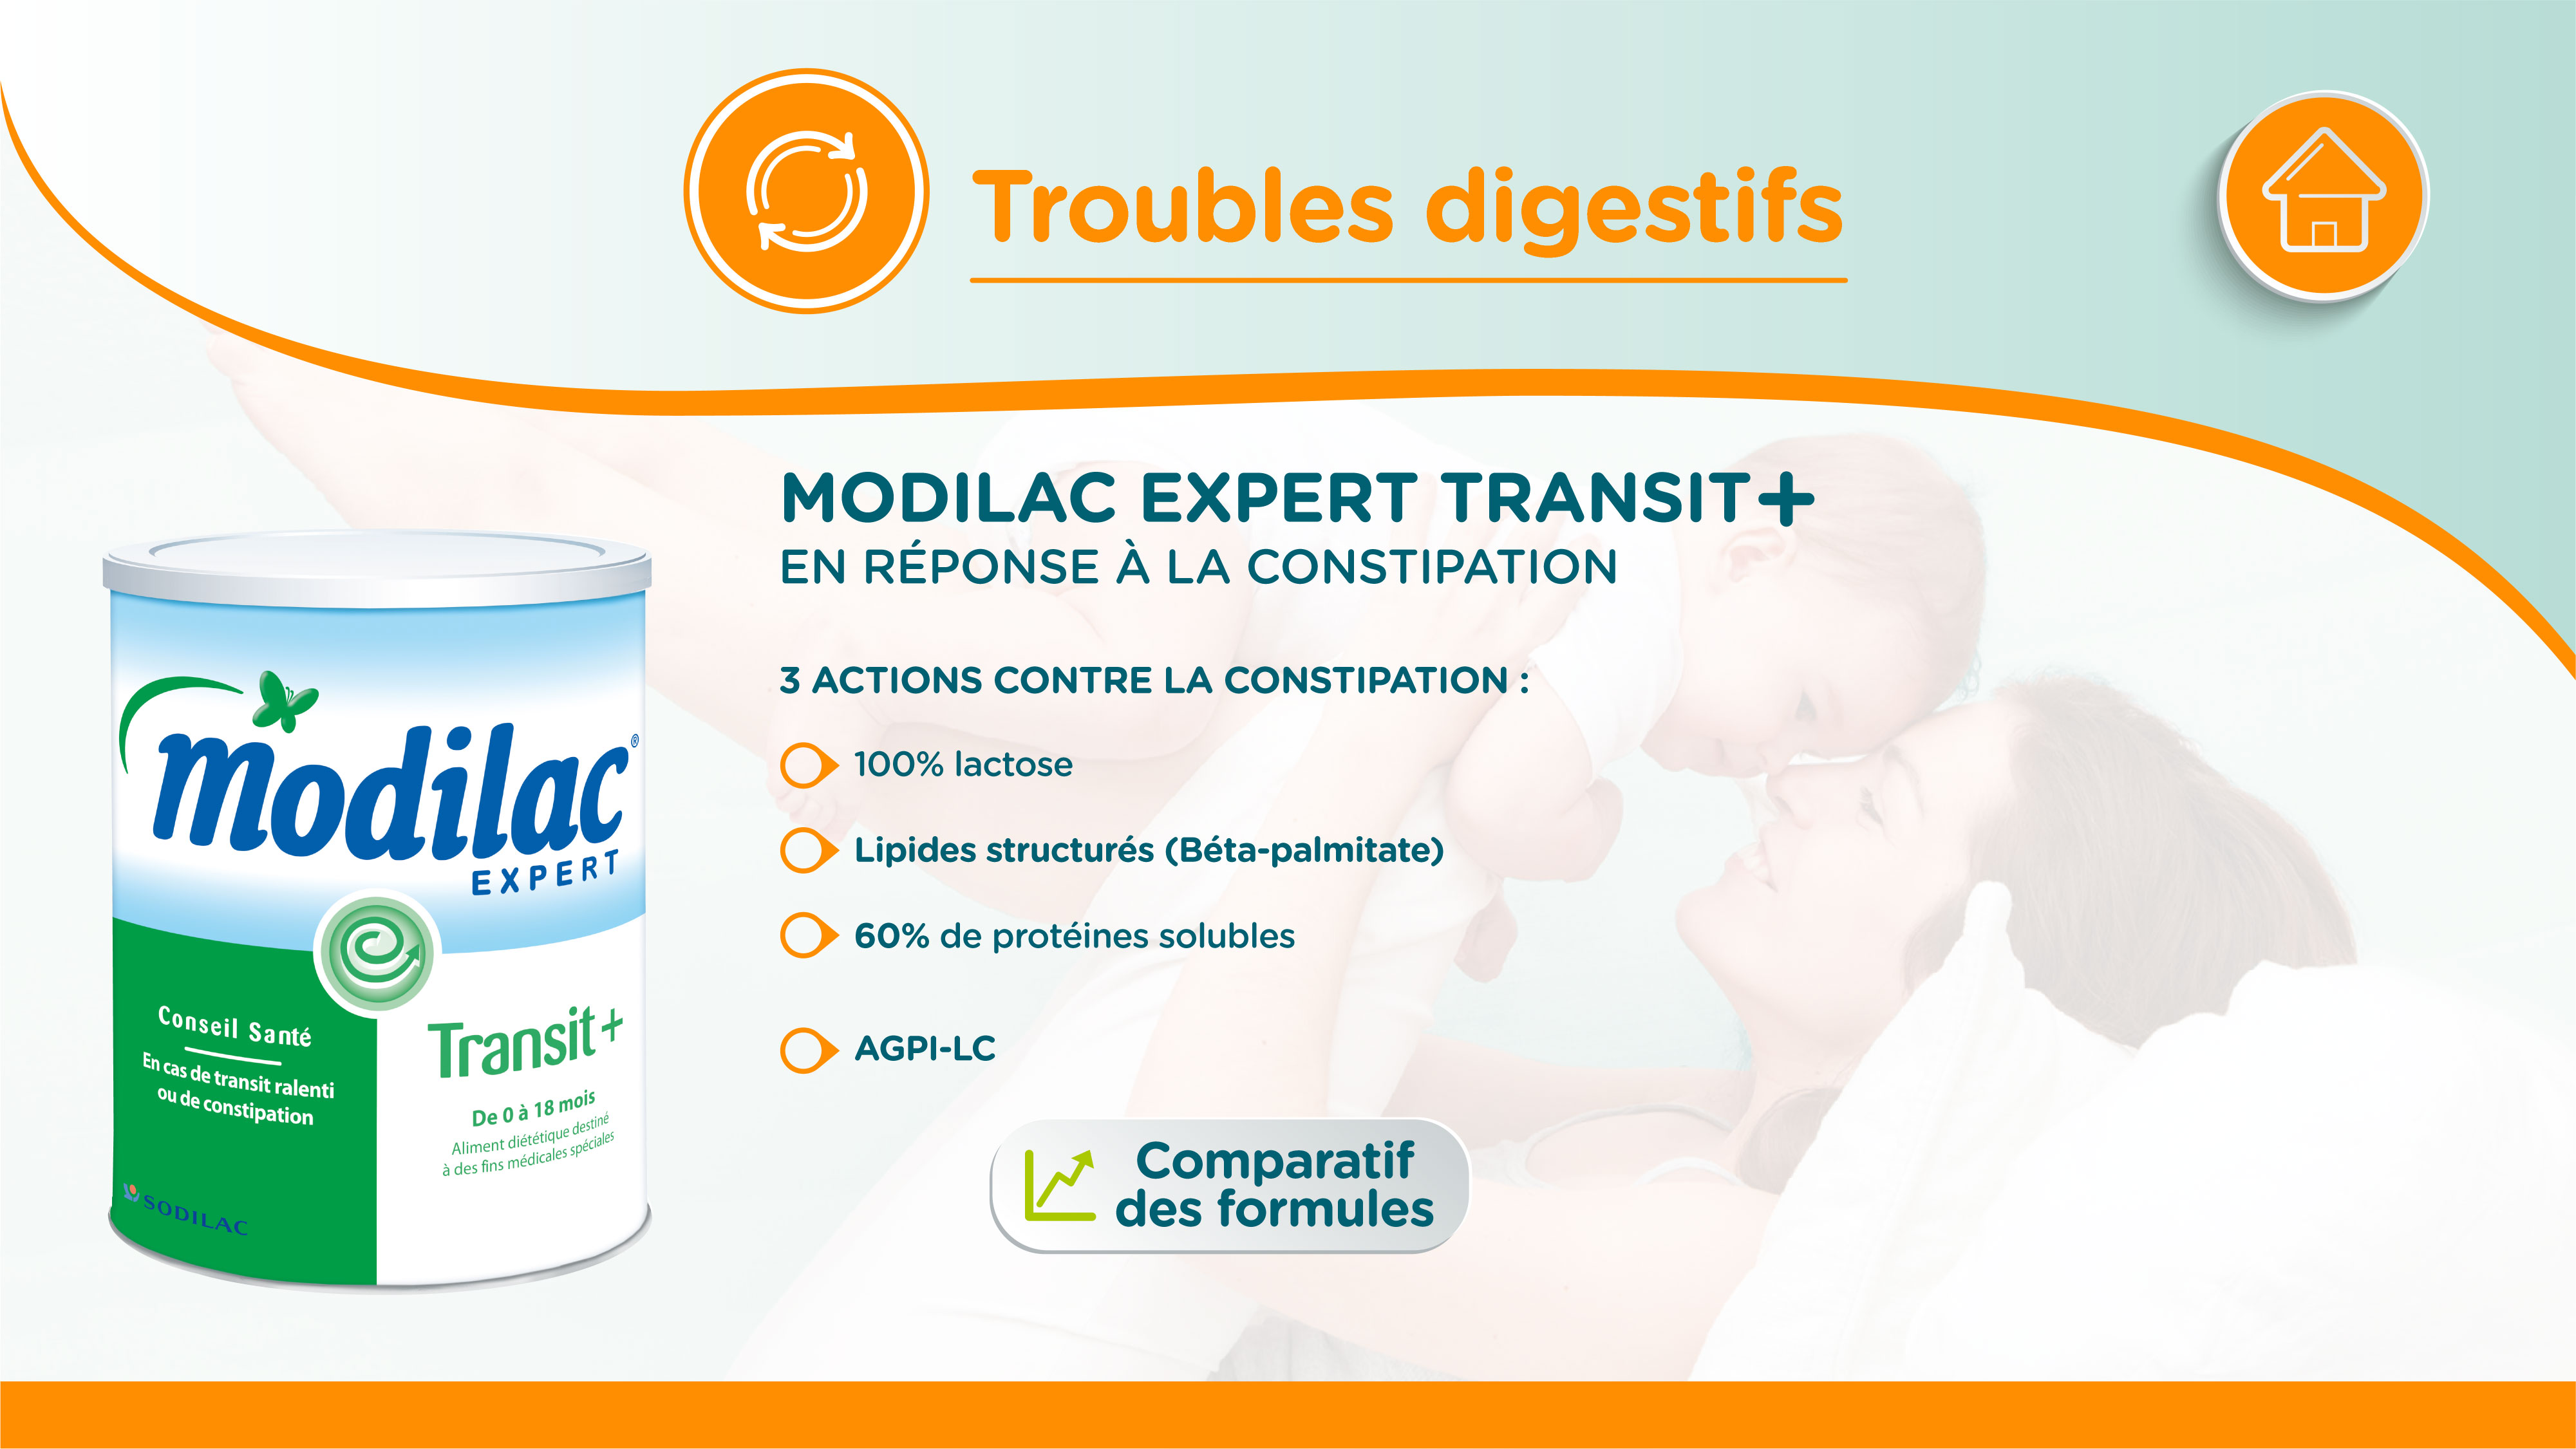 Troubles digestifs
MODILAC EXPERT TRANSIT+
EN RÉPONSE À LA CONSTIPATION
3 ACTIONS CONTRE LA CONSTIPATION :
100% lactose
Lipides structurés (Béta-palmitate)
60% de protéines solubles
AGPI-LC
Comparatif
des formules
Modilac®
EXPERT
Conseil Santé
En cas de transit ralenti
ou de constipation
Transit+
De 0 à 18 mois
Aliment diététique destiné
à des fins médicales spéciales
SODILAC